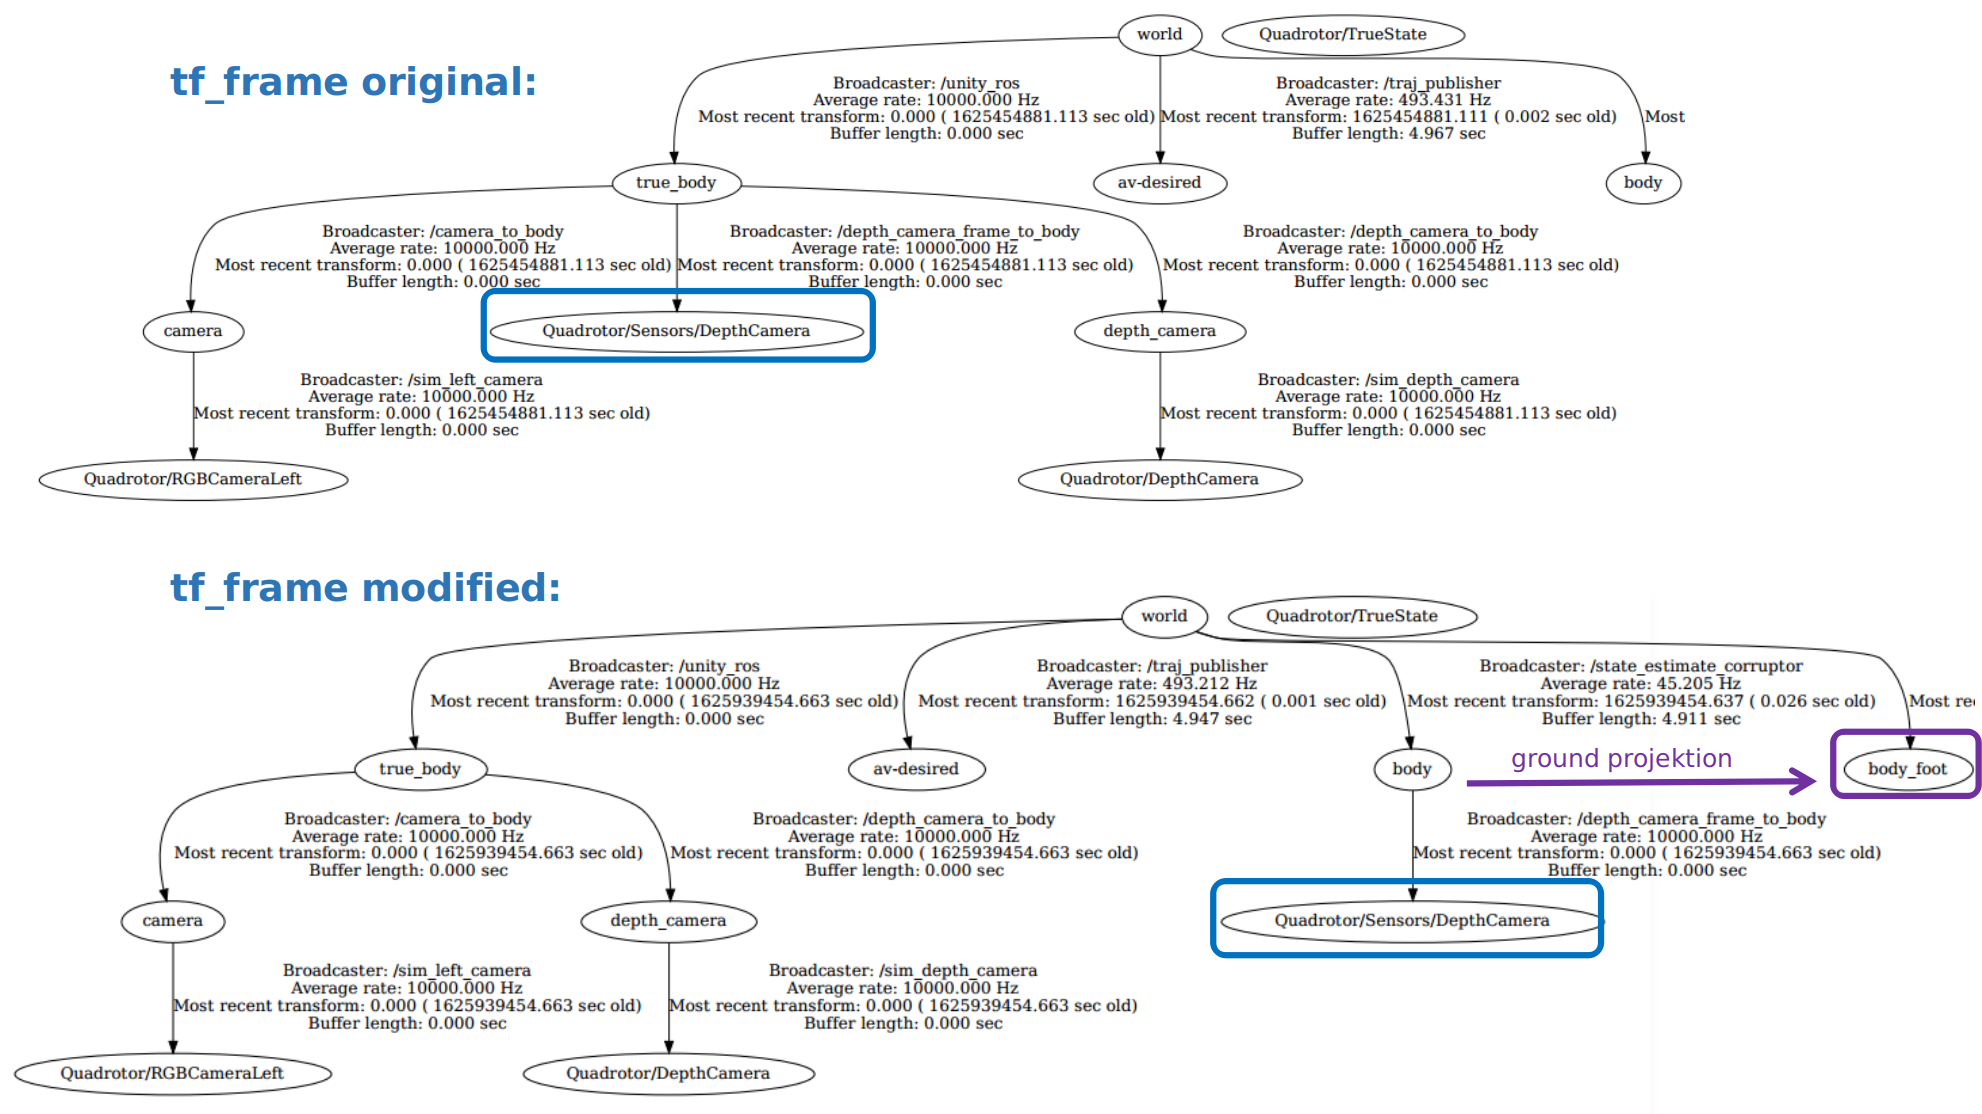 world
Quadrotor/TrueState
tf_frame original:
Broadcaster: /unity_ros
Average rate: 10000.000 Hz
Most recent transform: 0.000 ( 1625454881.113 sec old)
Buffer length: 0.000 sec
Broadcaster: /traj_publisher
Average rate: 493.431 Hz
Most recent transform: 1625454881.111 ( 0.002 sec old)
Buffer length: 4.967 sec
Most
true_body
av-desired
body
Broadcaster: /camera_to_body
Average rate: 10000.000 Hz
Most recent transform: 0.000 ( 1625454881.113 sec old)
Buffer length: 0.000 sec
Broadcaster: /depth_camera_frame_to_body
Average rate: 10000.000 Hz
Most recent transform: 0.000 ( 1625454881.113 sec old)
Buffer length: 0.000 sec
Broadcaster: /depth_camera_to_body
Average rate: 10000.000 Hz
Most recent transform: 0.000 ( 1625454881.113 sec old)
Buffer length: 0.000 sec
camera
Quadrotor/Sensors/DepthCamera
depth_camera
Broadcaster: /sim_left_camera
Average rate: 10000.000 Hz
Most recent transform: 0.000 ( 1625454881.113 sec old)
Buffer length: 0.000 sec
Broadcaster: /sim_depth_camera
Average rate: 10000.000 Hz
Most recent transform: 0.000 ( 1625454881.113 sec old)
Buffer length: 0.000 sec
Quadrotor/RGBCameraLeft
Quadrotor/DepthCamera
tf_frame modified:
world
Quadrotor/TrueState
Broadcaster: /unity_ros
Average rate: 10000.000 Hz
Most recent transform: 0.000 ( 1625939454.663 sec old)
Buffer length: 0.000 sec
Broadcaster: /traj_publisher
Average rate: 493.212 Hz
Most recent transform: 1625939454.662 ( 0.001 sec old)
Buffer length: 4.947 sec
Broadcaster: /state_estimate_corruptor
Average rate: 45.205 Hz
Most recent transform: 1625939454.637 ( 0.026 sec old)
Buffer length: 4.911 sec
Most
true_body
av-desired
body
ground projektion
body_foot
Broadcaster: /camera_to_body
Average rate: 10000.000 Hz
Most recent transform: 0.000 ( 1625939454.663 sec old)
Buffer length: 0.000 sec
Broadcaster: /depth_camera_to_body
Average rate: 10000.000 Hz
Most recent transform: 0.000 ( 1625939454.663 sec old)
Buffer length: 0.000 sec
Broadcaster: /depth_camera_frame_to_body
Average rate: 10000.000 Hz
Most recent transform: 0.000 ( 1625939454.663 sec old)
Buffer length: 0.000 sec
camera
depth_camera
Quadrotor/Sensors/DepthCamera
Broadcaster: /sim_left_camera
Average rate: 10000.000 Hz
Most recent transform: 0.000 ( 1625939454.663 sec old)
Buffer length: 0.000 sec
Broadcaster: /sim_depth_camera
Average rate: 10000.000 Hz
Most recent transform: 0.000 ( 1625939454.663 sec old)
Buffer length: 0.000 sec
Quadrotor/RGBCameraLeft
Quadrotor/DepthCamera